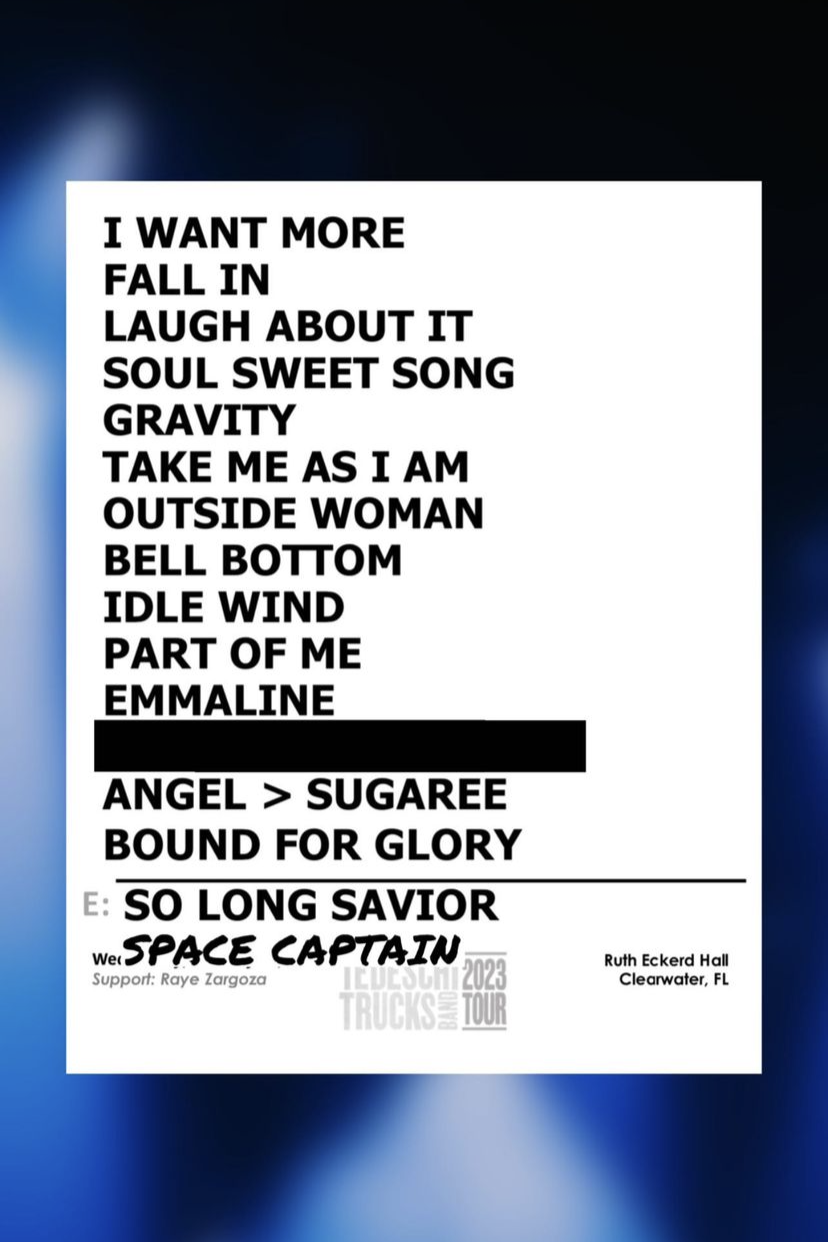 I WANT MORE
FALL IN
LAUGH ABOUT IT
SOUL SWEET SONG
GRAVITY
TAKE ME AS I AM
OUTSIDE WOMAN
BELL BOTTOM
IDLE WIND
PART OF ME
EMMALINE
ANGEL > SUGAREE
BOUND FOR GLORY
E: SO LONG SAVIOR
SPACE CAPTAIN
Ruth Eckerd Hall
Support: Raye Zargoza
Clearwater, FL
TEDESCHI TRUCKS BAND
2023 TOUR